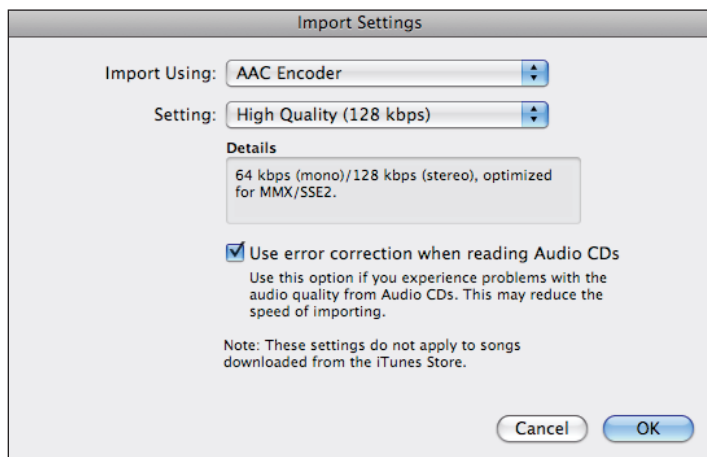 Import Settings
Import Using: AAC Encoder
Setting: High Quality (128 kbps)
Details
64 kbps (mono)/128 kbps (stereo), optimized
for MMX/SSE2.
Use error correction when reading Audio CDs
Use this option if you experience problems with the
audio quality from Audio CDs. This may reduce the
speed of importing.
Note: These settings do not apply to songs
downloaded from the iTunes Store.
Cancel OK